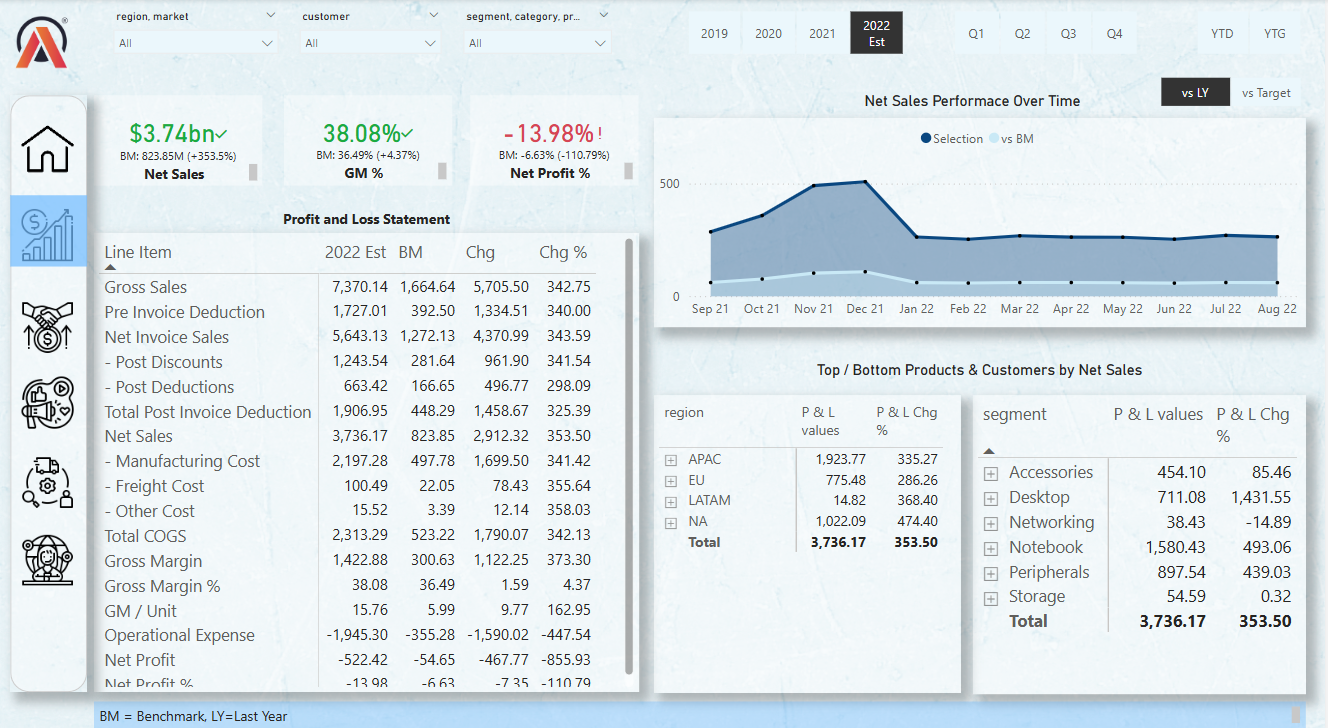 region, market
customer
segment, category, pr...
All
All
All
2019
2020
2021
2022
Est
Q1
Q2
Q3
Q4
YTD
YTG
vs LY
vs Target
$3.74bn
BM: 823.85M (+353.5%)
Net Sales
38.08%
BM: 36.49% (+4.37%)
GM %
-13.98%!
BM: -6.63% (-110.79%)
Net Profit %
Net Sales Performace Over Time
Selection vs BM
500
0
Sep 21 Oct 21 Nov 21 Dec 21 Jan 22 Feb 22 Mar 22 Apr 22 May 22 Jun 22 Jul 22 Aug 22
Profit and Loss Statement
Line Item 2022 Est BM Chg Chg %
Gross Sales 7,370.14 1,664.64 5,705.50 342.75
Pre Invoice Deduction 1,727.01 392.50 1,334.51 340.00
Net Invoice Sales 5,643.13 1,272.13 4,370.99 343.59
- Post Discounts 1,243.54 281.64 961.90 341.54
- Post Deductions 663.42 166.65 496.77 298.09
Total Post Invoice Deduction 1,906.95 448.29 1,458.67 325.39
Net Sales 3,736.17 823.85 2,912.32 353.50
- Manufacturing Cost 2,197.28 497.78 1,699.50 341.42
- Freight Cost 100.49 22.05 78.43 355.64
- Other Cost 15.52 3.39 12.14 358.03
Total COGS 2,313.29 523.22 1,790.07 342.13
Gross Margin 1,422.88 300.63 1,122.25 373.30
Gross Margin % 38.08 36.49 1.59 4.37
GM / Unit 15.76 5.99 9.77 162.95
Operational Expense -1,945.30 -355.28 -1,590.02 -447.54
Net Profit -522.42 -54.65 -467.77 -855.93
Net Profit % -13.98 -6.63 -7.35 -110.79
Top / Bottom Products & Customers by Net Sales
region P & L values P & L Chg %
APAC 1,923.77 335.27
EU 775.48 286.26
LATAM 14.82 368.40
NA 1,022.09 474.40
Total 3,736.17 353.50
segment P & L values P & L Chg %
Accessories 454.10 85.46
Desktop 711.08 1,431.55
Networking 38.43 -14.89
Notebook 1,580.43 493.06
Peripherals 897.54 439.03
Storage 54.59 0.32
Total 3,736.17 353.50
BM = Benchmark, LY=Last Year